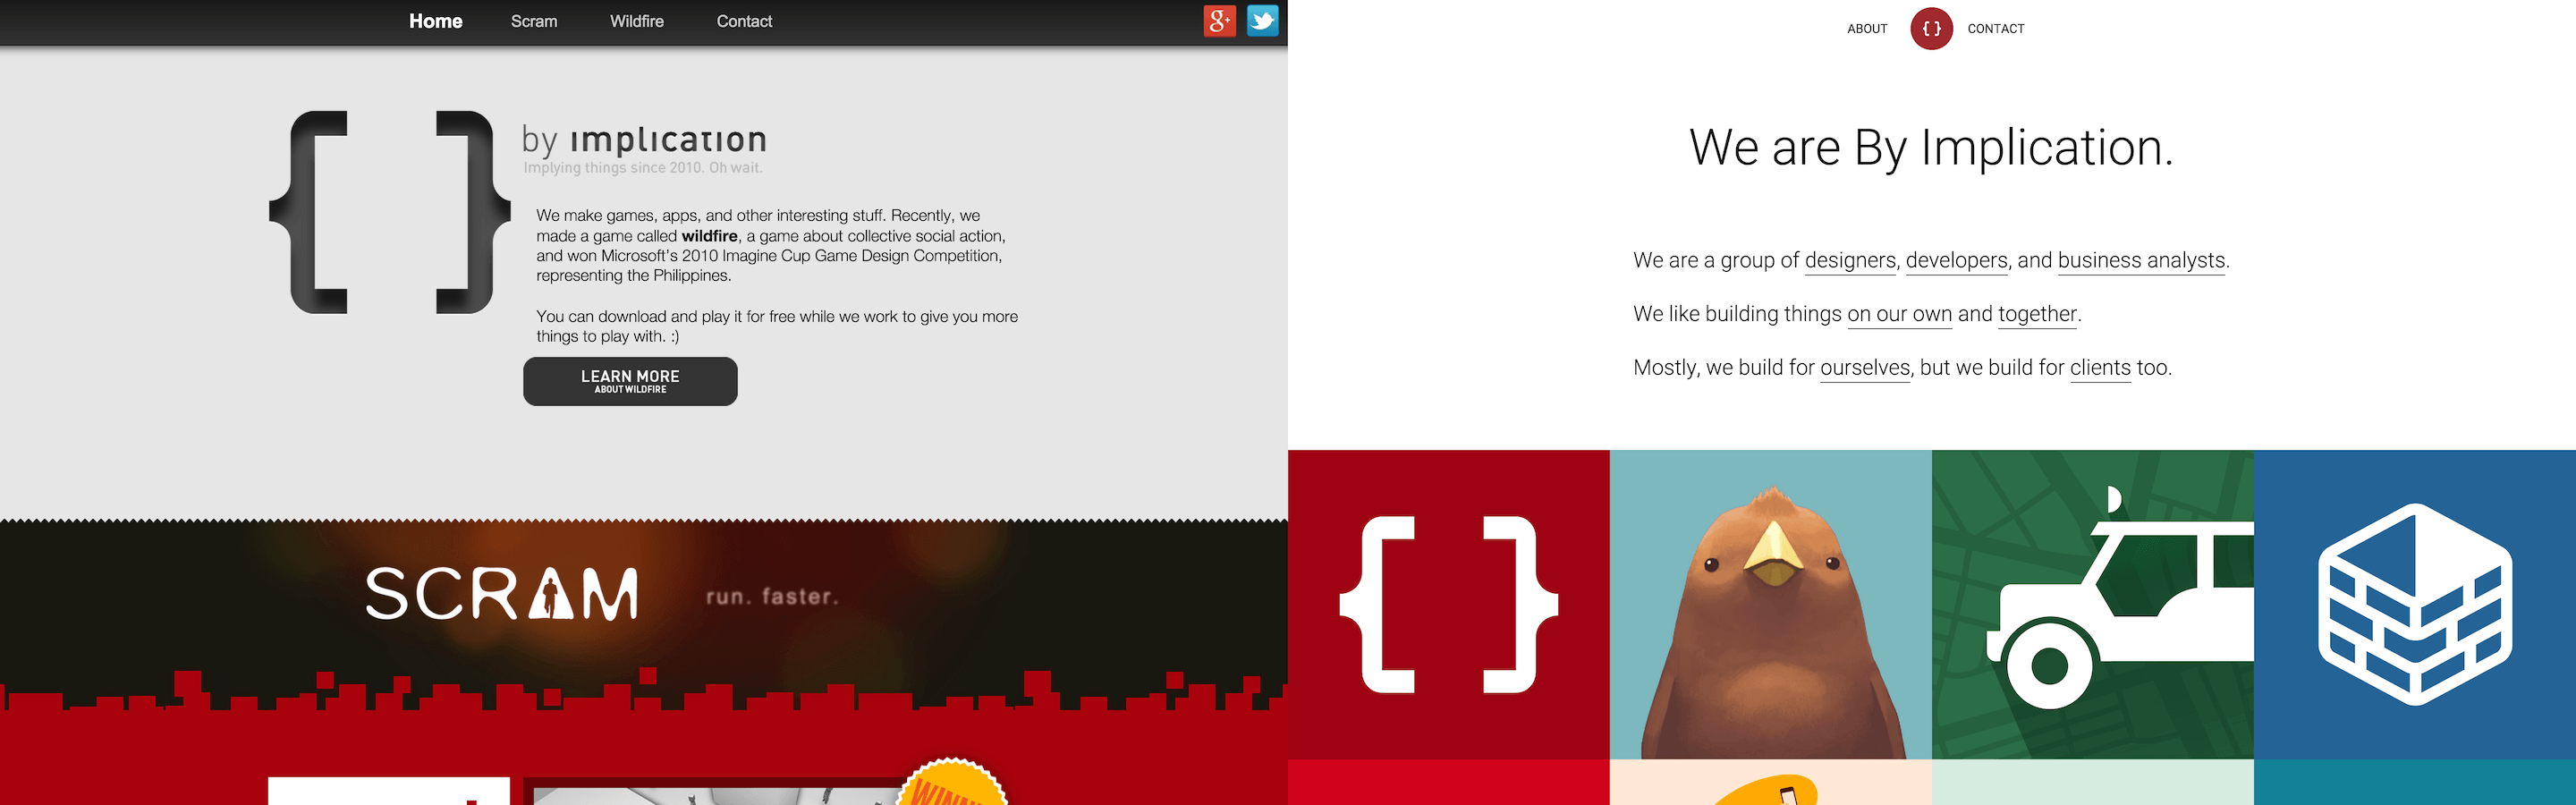 Home Scram Wildfire Contact
g+
{ }
by implication
Implying things since 2010. Oh wait.
We make games, apps, and other interesting stuff. Recently, we
made a game called wildfire, a game about collective social action,
and won Microsoft's 2010 Imagine Cup Game Design Competition,
representing the Philippines.
You can download and play it for free while we work to give you more
things to play with. :)
LEARN MORE
ABOUT WILDFIRE
SCRAM run. faster.
ABOUT { } CONTACT
We are By Implication.
We are a group of designers, developers, and business analysts.
We like building things on our own and together.
Mostly, we build for ourselves, but we build for clients too.
{ }